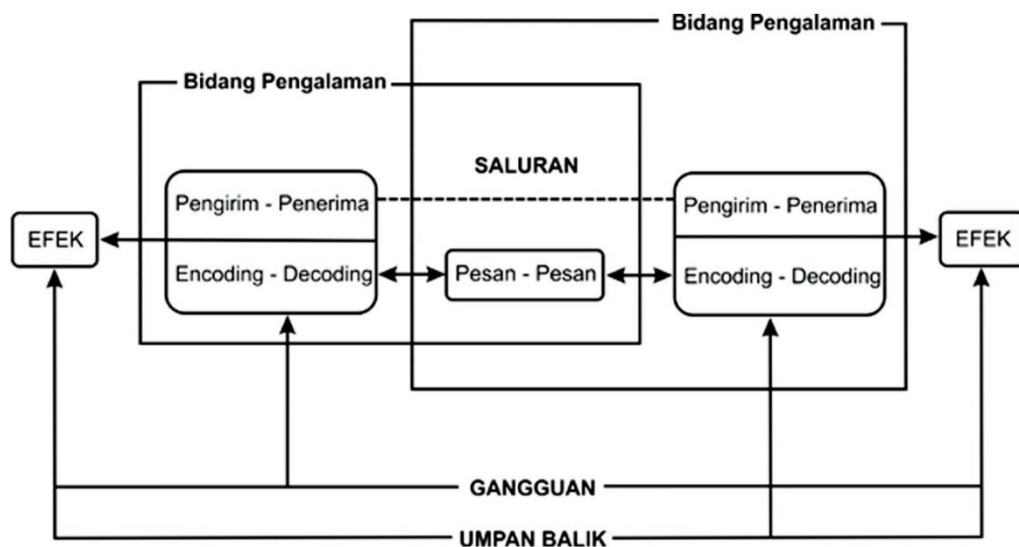 Bidang Pengalaman
Bidang Pengalaman
SALURAN
Pengirim - Penerima
Pengirim - Penerima
EFEK
EFEK
Encoding - Decoding
Pesan - Pesan
Encoding - Decoding
GANGGUAN
UMPAN BALIK